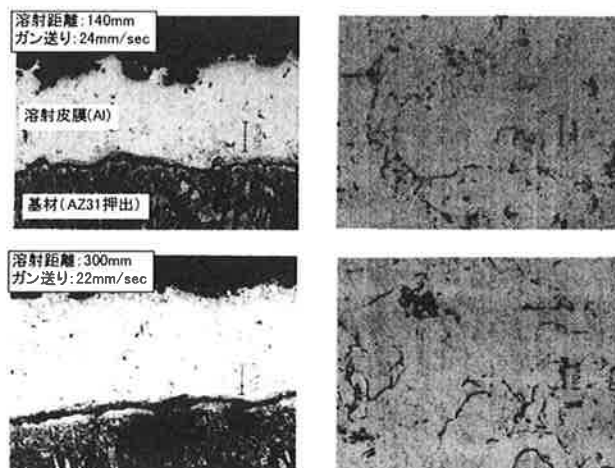 溶射距離:140mm
ガン送り:24mm/sec
溶射皮膜(Al)
基材(AZ31押出)
溶射距離:300mm
ガン送り:22mm/sec